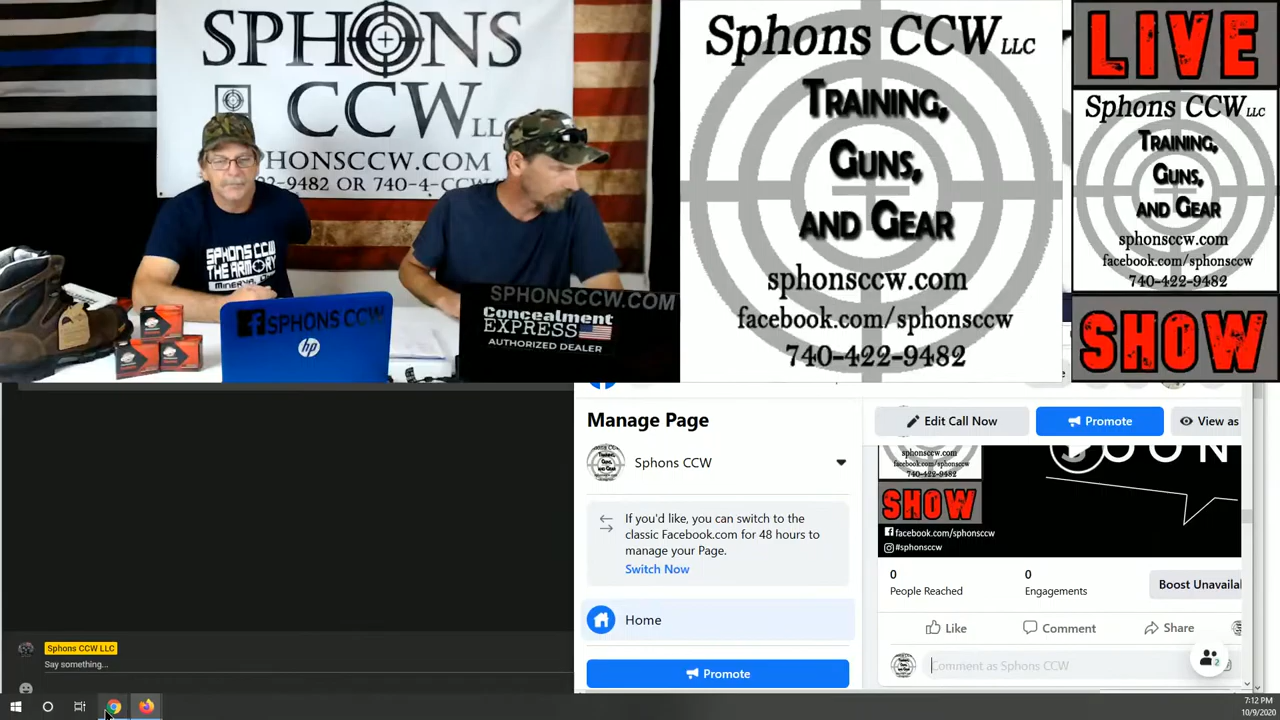 SPHONS
CCW LLC
SPHONSCCW.COM
2-9482 OR 740-4-CCW
SPHONS CCW
THE ARMORY
MINERVA,
SPHONS CCW
hp
SPHONSCCW.COM
Concealment
EXPRESS
AUTHORIZED DEALER
Sphons CCW LLC
Training,
Guns,
and Gear
sphonsccw.com
facebook.com/sphonsccw
740-422-9482
LIVE
Sphons CCW LLC
Training,
Guns,
and Gear
sphonsccw.com
facebook.com/sphonsccw
740-422-9482
SHOW
Manage Page
Sphons CCW
If you'd like, you can switch to the
classic Facebook.com for 48 hours to
manage your Page.
Switch Now
Home
Promote
Edit Call Now
Promote
View as
sphonsccw.com
facebook.com/sphonsccw
740-422-9482
OON
SHOW
facebook.com/sphonsccw
#sphonsccw
0
People Reached
0
Engagements
Boost Unavaila
Like
Comment
Share
Comment as Sphons CCW
2
Sphons CCW LLC
Say something...
7:12 PM
10/9/2020